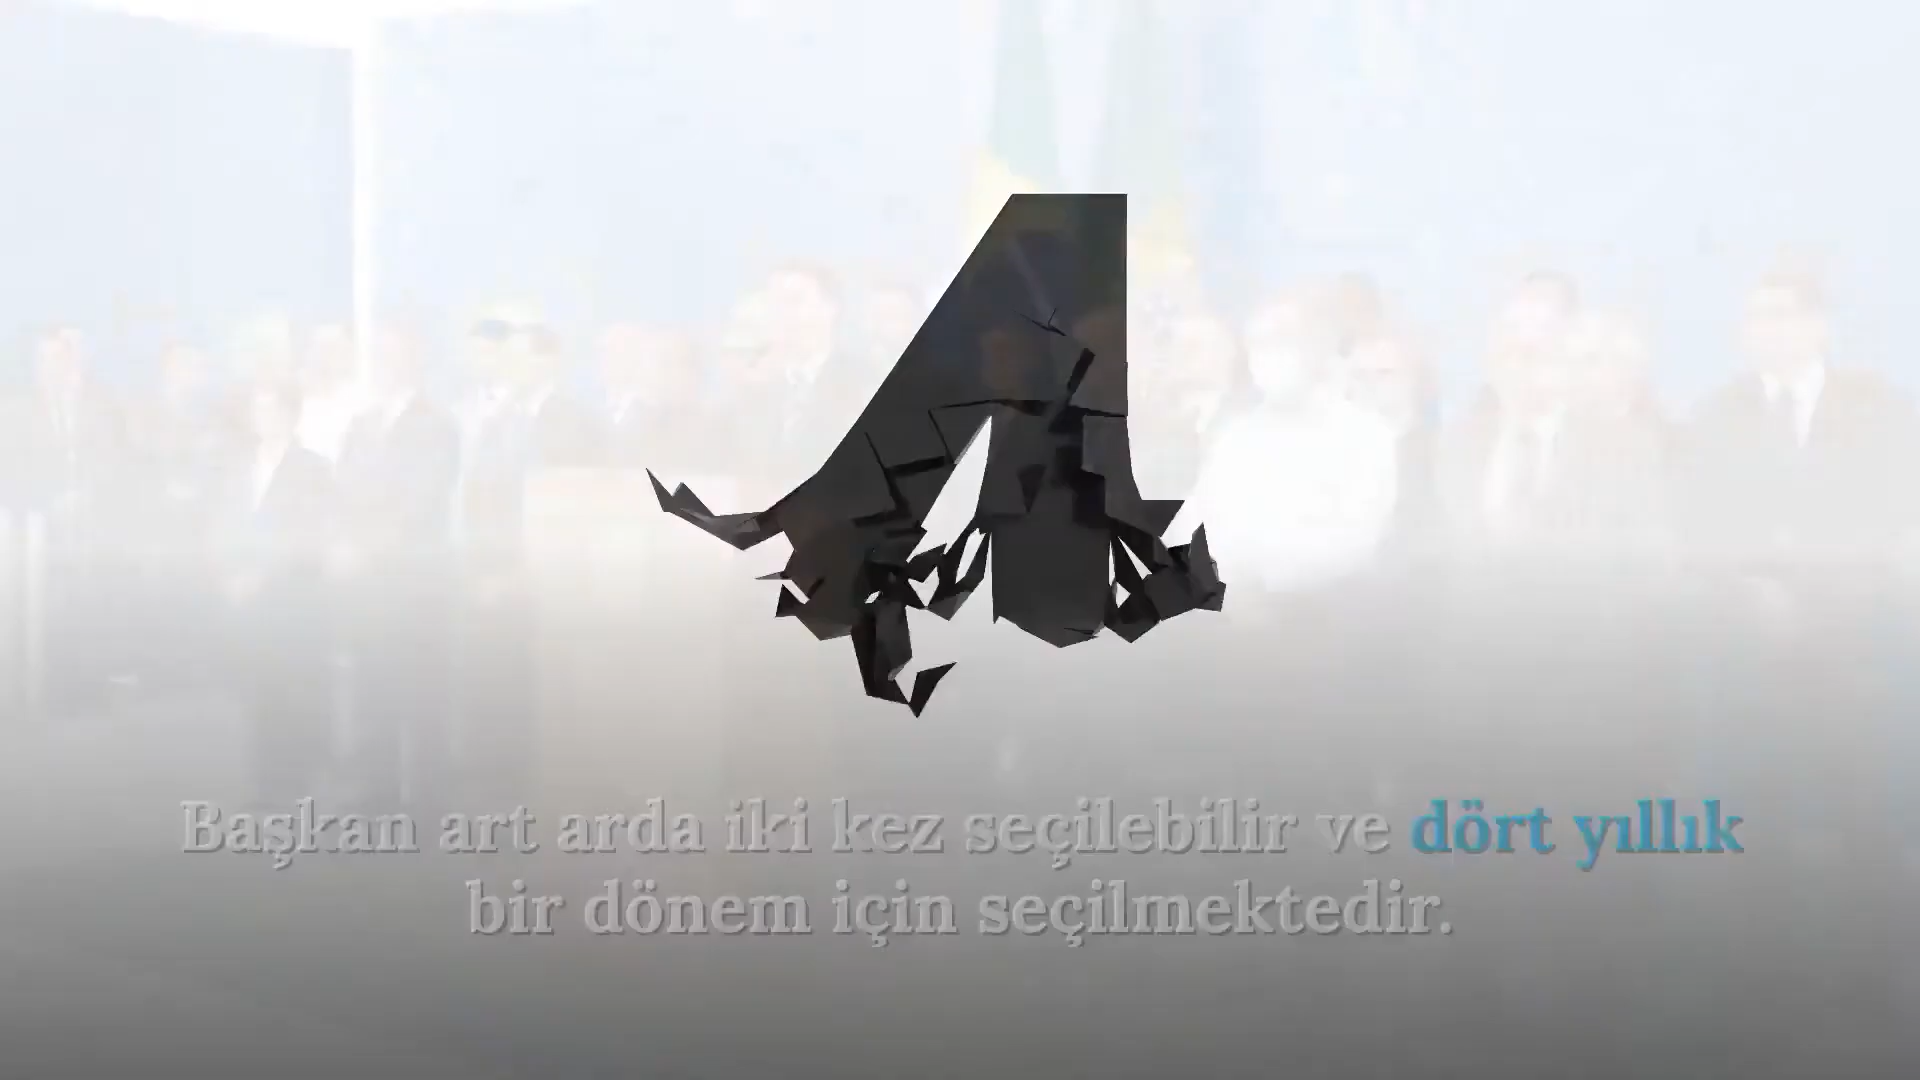 Başkan art arda iki kez seçilebilir ve dört yıllık
bir dönem için seçilmektedir.